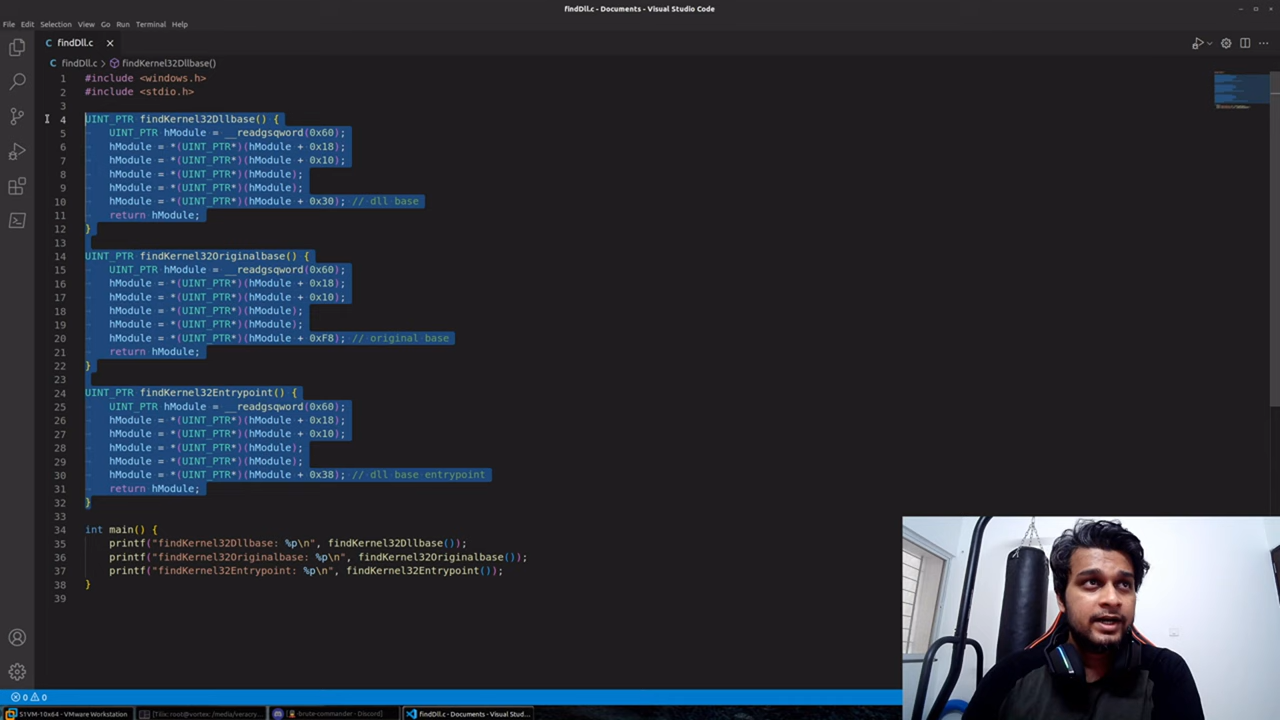 findDll.c - Documents - Visual Studio Code
File Edit Selection View Go Run Terminal Help
findDll.c
findDll.c > findKernel32Dllbase()
1 #include <windows.h>
2 #include <stdio.h>
3
4 UINT_PTR findKernel32Dllbase() {
5 UINT_PTR hModule = __readgsqword(0x60);
6 hModule = *(UINT_PTR*)(hModule + 0x18);
7 hModule = *(UINT_PTR*)(hModule + 0x10);
8 hModule = *(UINT_PTR*)(hModule);
9 hModule = *(UINT_PTR*)(hModule);
10 hModule = *(UINT_PTR*)(hModule + 0x30); // dll base
11 return hModule;
12 }
13
14 UINT_PTR findKernel32Originalbase() {
15 UINT_PTR hModule = __readgsqword(0x60);
16 hModule = *(UINT_PTR*)(hModule + 0x18);
17 hModule = *(UINT_PTR*)(hModule + 0x10);
18 hModule = *(UINT_PTR*)(hModule);
19 hModule = *(UINT_PTR*)(hModule);
20 hModule = *(UINT_PTR*)(hModule + 0xF8); // original base
21 return hModule;
22 }
23
24 UINT_PTR findKernel32Entrypoint() {
25 UINT_PTR hModule = __readgsqword(0x60);
26 hModule = *(UINT_PTR*)(hModule + 0x18);
27 hModule = *(UINT_PTR*)(hModule + 0x10);
28 hModule = *(UINT_PTR*)(hModule);
29 hModule = *(UINT_PTR*)(hModule);
30 hModule = *(UINT_PTR*)(hModule + 0x38); // dll base entrypoint
31 return hModule;
32 }
33
34 int main() {
35 printf("findKernel32Dllbase: %p\n", findKernel32Dllbase());
36 printf("findKernel32Originalbase: %p\n", findKernel32Originalbase());
37 printf("findKernel32Entrypoint: %p\n", findKernel32Entrypoint());
38 }
39
0 0
S1VM-10x64 - VMware Workstation [Tilix: root@vortex: /media/veracry... brute-commander - Discord] findDll.c - Documents - Visual Stud...